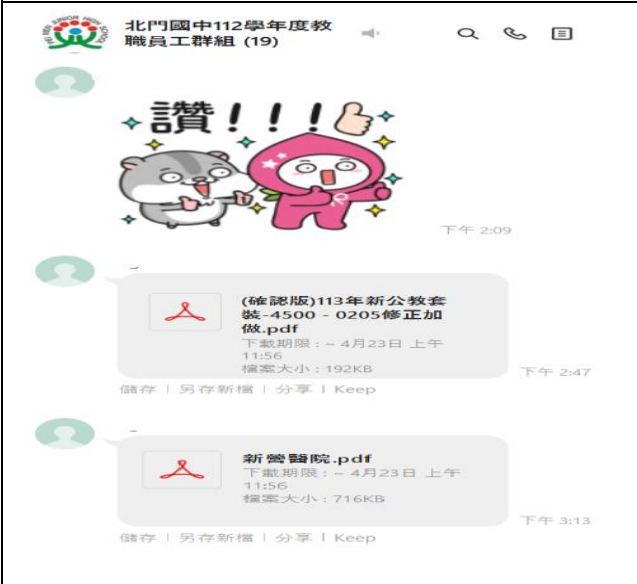 北門國中112學年度教
職員工群組 (19)
讚！！！
下午 2:09
(確認版)113年新公教套
裝-4500 - 0205修正加
做.pdf
下載期限：~ 4月23日 上午
11:56
檔案大小：192KB
下午 2:47
儲存 | 另存新檔 | 分享 | Keep
新營醫院.pdf
下載期限：~ 4月23日 上午
11:56
檔案大小：716KB
下午 3:13
儲存 | 另存新檔 | 分享 | Keep